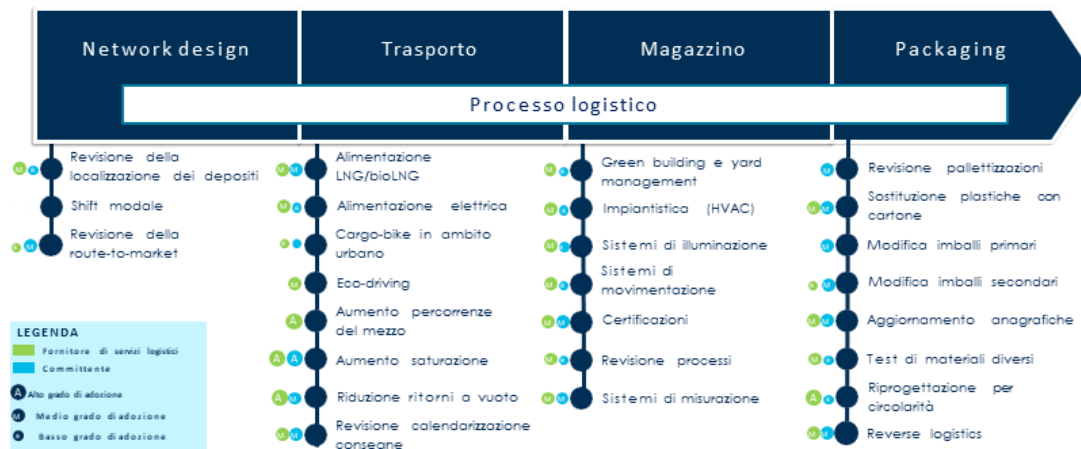 Network design
Trasporto
Magazzino
Packaging
Processo logistico
M B Revisione della
localizzazione dei depositi
Shift modale
B M Revisione della
route-to-market
M M Alimentazione
LNG/bioLNG
M B Alimentazione elettrica
Cargo-bike in ambito
urbano
M Eco-driving
A Aumento percorrenze
del mezzo
A A Aumento saturazione
A M Riduzione ritorni a vuoto
M M Revisione calendarizzazione
consegne
M B Green building e yard
management
M B Impiantistica (HVAC)
M Sistemi di illuminazione
M B Sistemi di
movimentazione
M M Certificazioni
M B Revisione processi
M M Sistemi di misurazione
M Revisione pallettizzazioni
M M Sostituzione plastiche con
cartone
M Modifica imballi primari
B M Modifica imballi secondari
M M Aggiornamento anagrafiche
M B Test di materiali diversi
A B Riprogettazione per
circolarità
M M Reverse logistics
LEGENDA
Fornitore di servizi logistici
Committente
A Alto grado di adozione
M Medio grado di adozione
B Basso grado di adozione